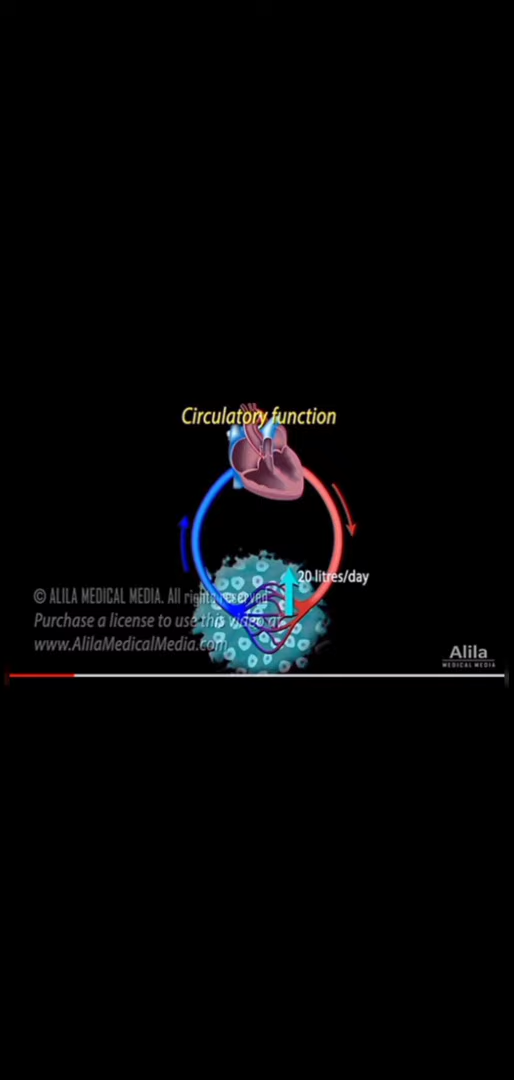 Circulatory function
20 litres/day
© ALILA MEDICAL MEDIA. All rights reserved.
Purchase a license to use this video at
www.AlilaMedicalMedia.com
Alila
MEDICAL MEDIA